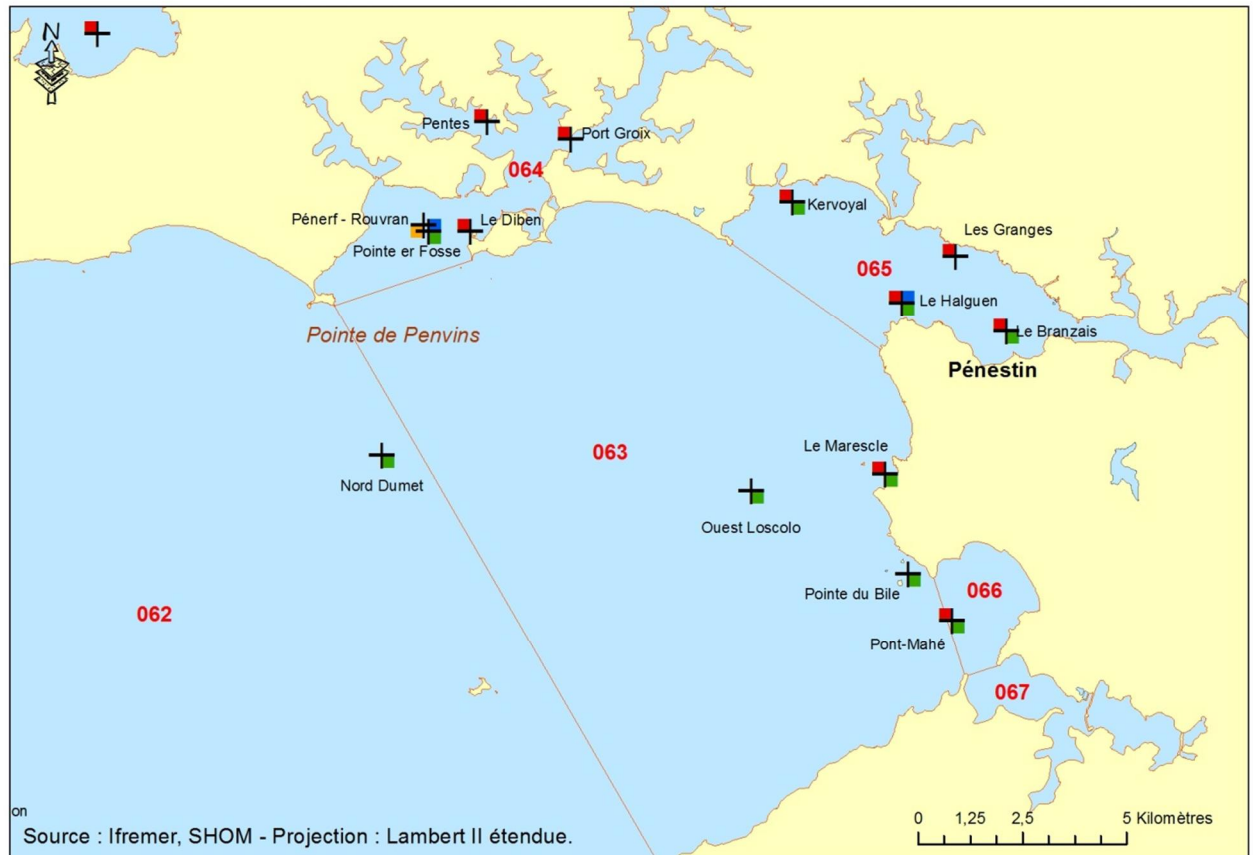 N
Pentes
Port Groix
064
Kervoyal
Pénerf - Rouvran
Le Diben
Les Granges
Pointe er Fosse
065
Le Halguen
Pointe de Penvins
Le Branzais
Pénestin
Le Marescle
063
Nord Dumet
Ouest Loscolo
Pointe du Bile
066
062
Pont-Mahé
067
on
0 1,25 2,5 5 Kilomètres
Source : Ifremer, SHOM - Projection : Lambert II étendue.